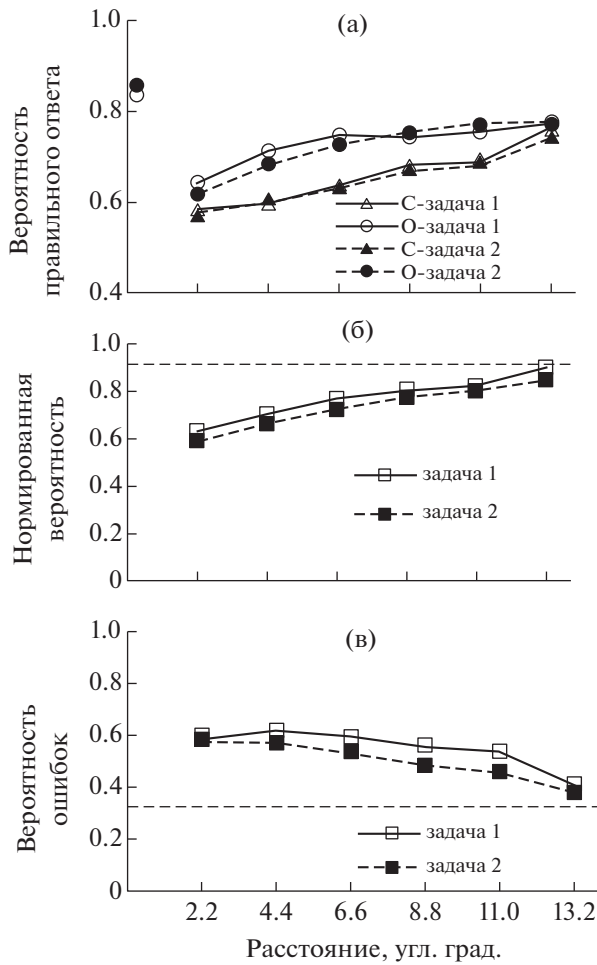 (а)
1.0
0.8
0.6
0.4
Вероятность
правильного ответа
С-задача 1
О-задача 1
С-задача 2
О-задача 2
(б)
1.0
0.8
0.6
0.4
0.2
0
Нормированная
вероятность
задача 1
задача 2
(в)
1.0
0.8
0.6
0.4
0.2
0
Вероятность
ошибок
задача 1
задача 2
2.2 4.4 6.6 8.8 11.0 13.2
Расстояние, угл. град.